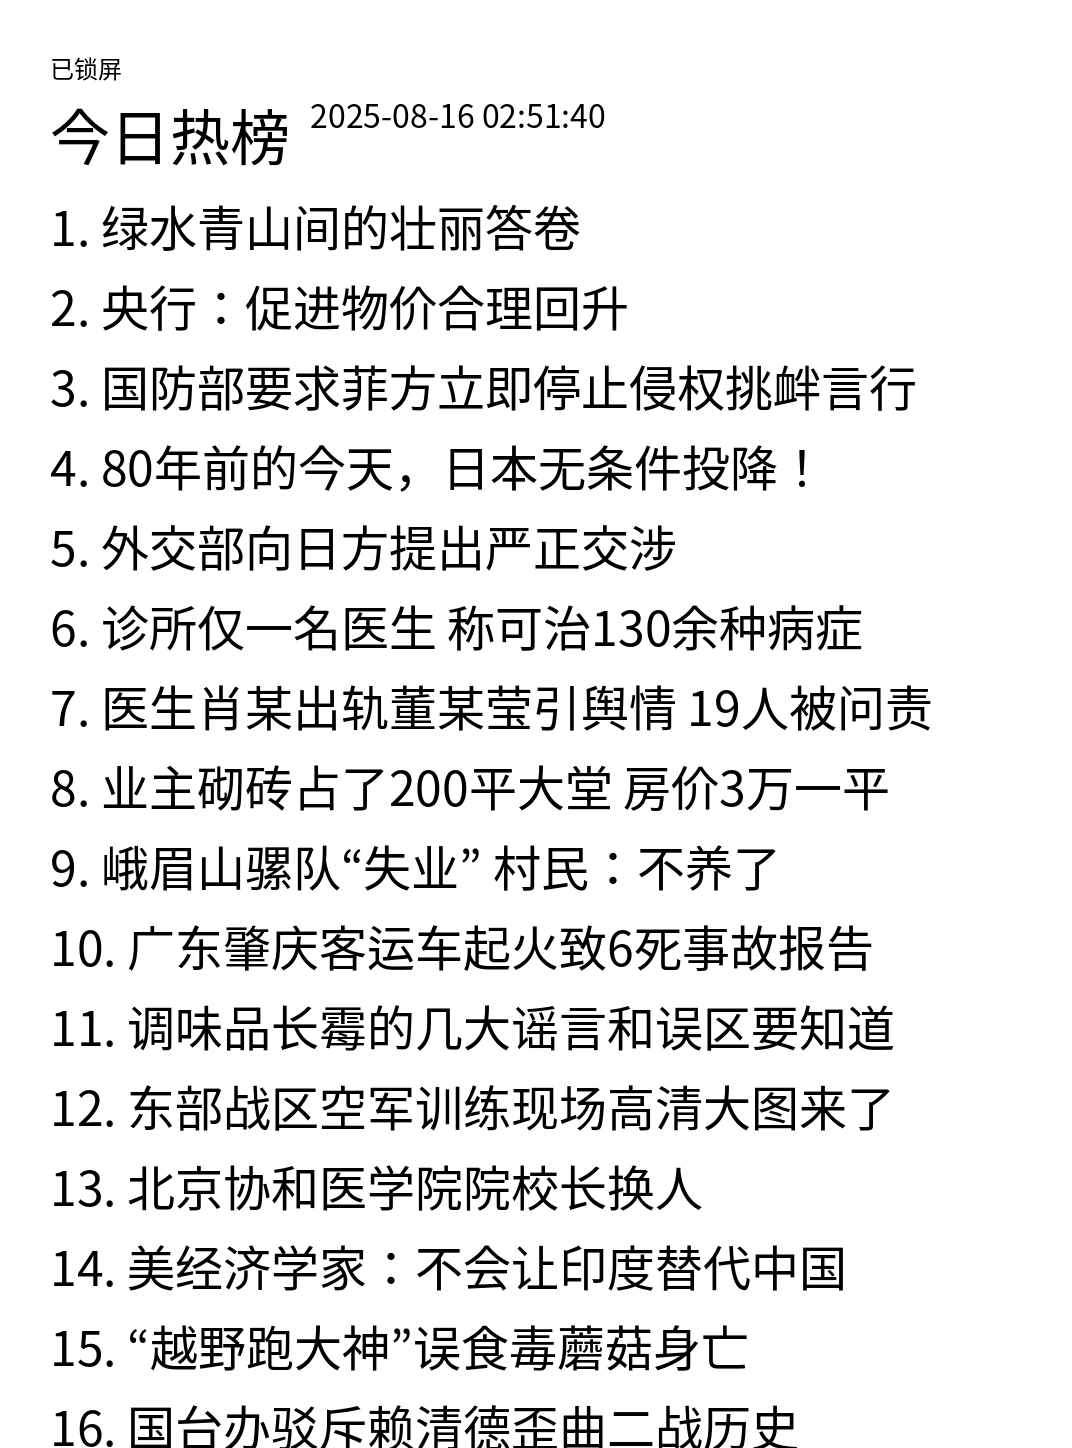 已锁屏
今日热榜 2025-08-16 02:51:40
1. 绿水青山间的壮丽答卷
2. 央行：促进物价合理回升
3. 国防部要求菲方立即停止侵权挑衅言行
4. 80年前的今天，日本无条件投降！
5. 外交部向日方提出严正交涉
6. 诊所仅一名医生 称可治130余种病症
7. 医生肖某出轨董某莹引舆情 19人被问责
8. 业主砌砖占了200平大堂 房价3万一平
9. 峨眉山骡队“失业” 村民：不养了
10. 广东肇庆客运车起火致6死事故报告
11. 调味品长霉的几大谣言和误区要知道
12. 东部战区空军训练现场高清大图来了
13. 北京协和医学院院校长换人
14. 美经济学家：不会让印度替代中国
15. “越野跑大神”误食毒蘑菇身亡
16. 国台办驳斥赖清德歪曲二战历史